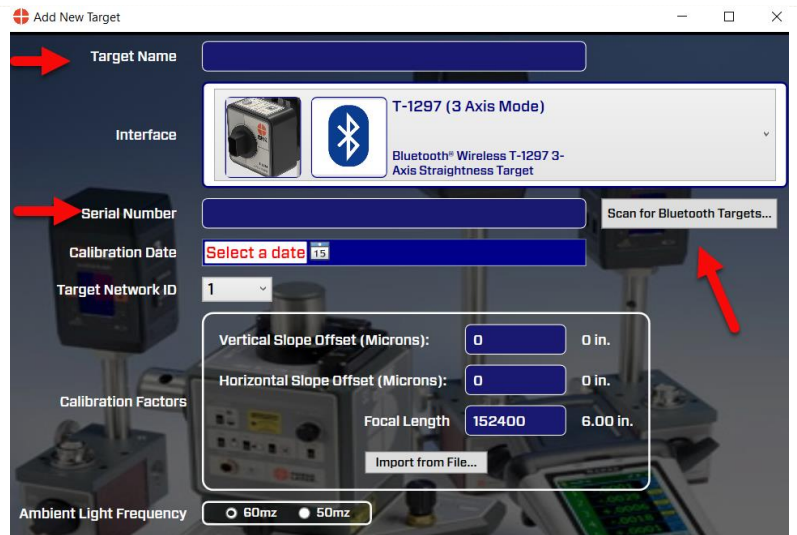 Add New Target
Target Name
Interface
T-1297 (3 Axis Mode)
Bluetooth® Wireless T-1297 3-
Axis Straightness Target
Serial Number
Scan for Bluetooth Targets...
Calibration Date
Select a date 15
Target Network ID
1
Calibration Factors
Vertical Slope Offset (Microns):
0
0 in.
Horizontal Slope Offset (Microns):
0
0 in.
Focal Length
152400
6.00 in.
Import from File...
Ambient Light Frequency
60mz
50mz